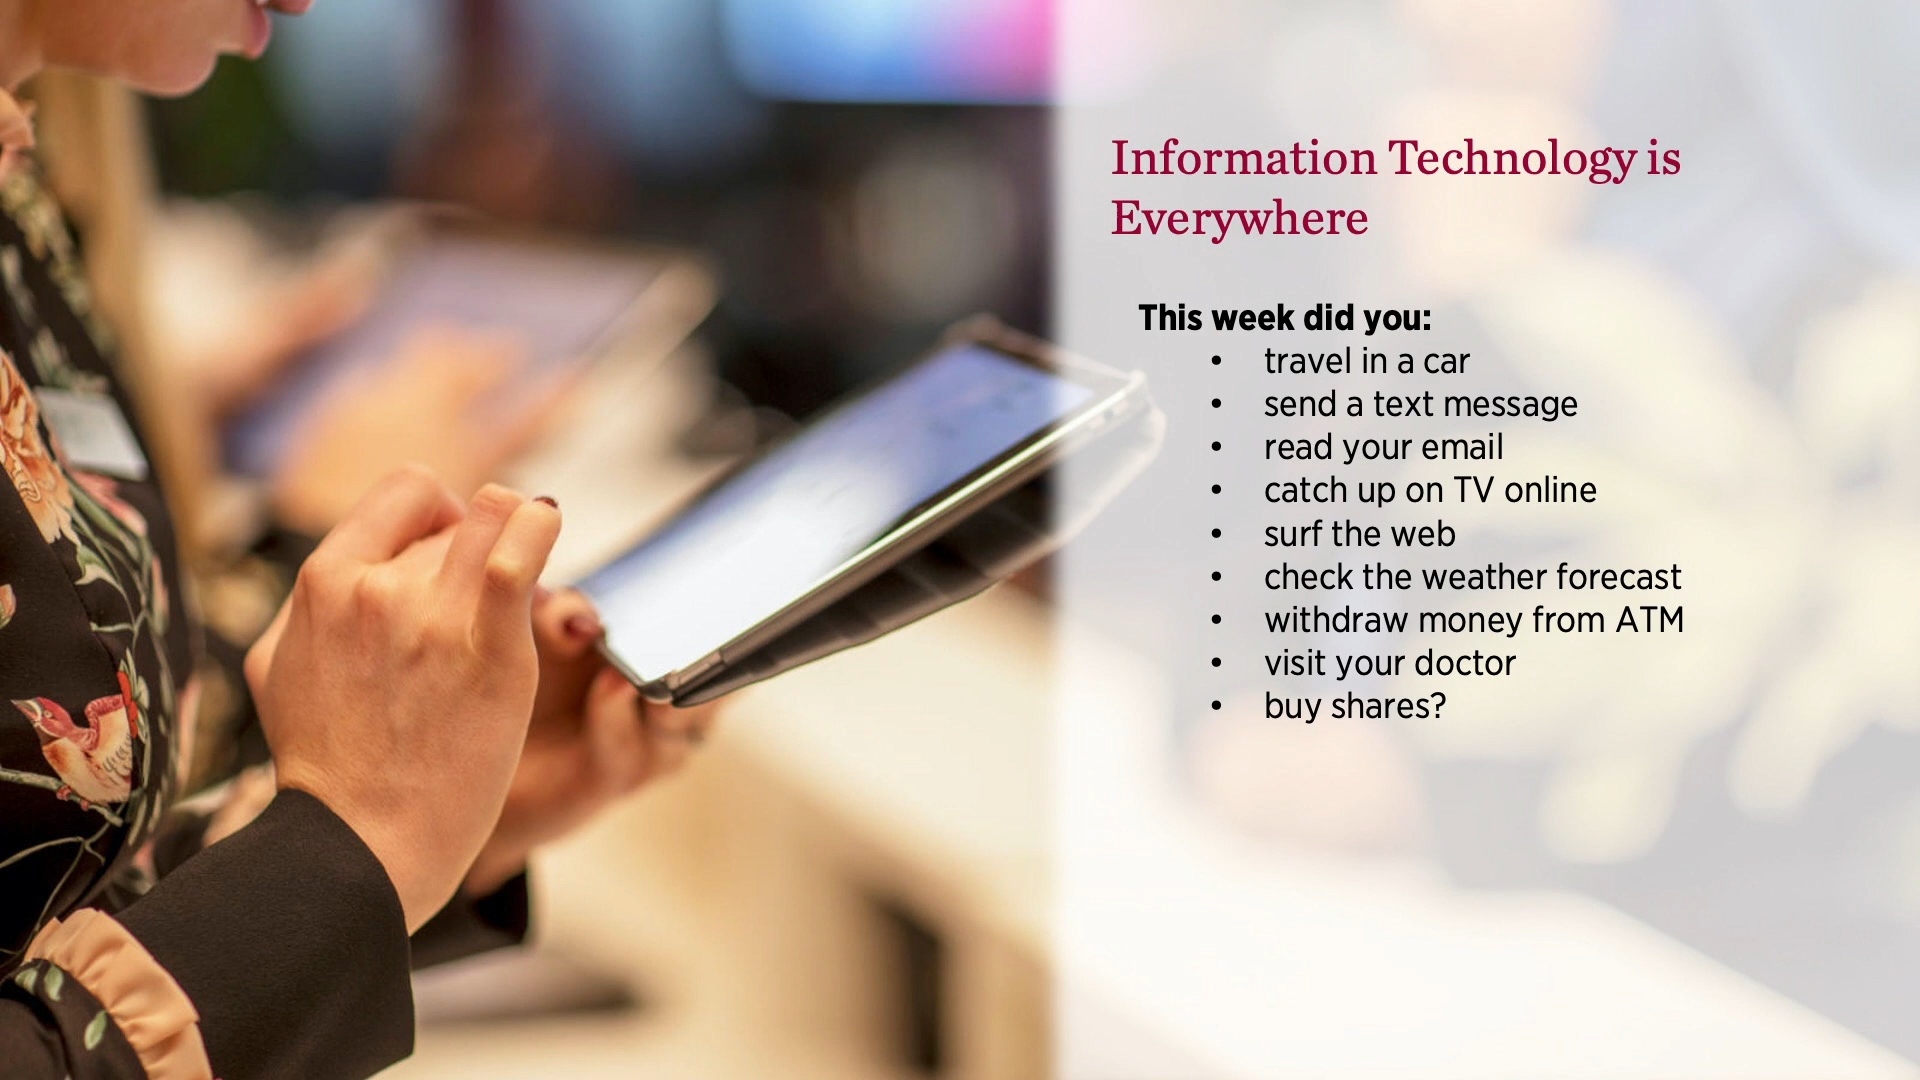 Information Technology is
Everywhere
This week did you:
• travel in a car
• send a text message
• read your email
• catch up on TV online
• surf the web
• check the weather forecast
• withdraw money from ATM
• visit your doctor
• buy shares?